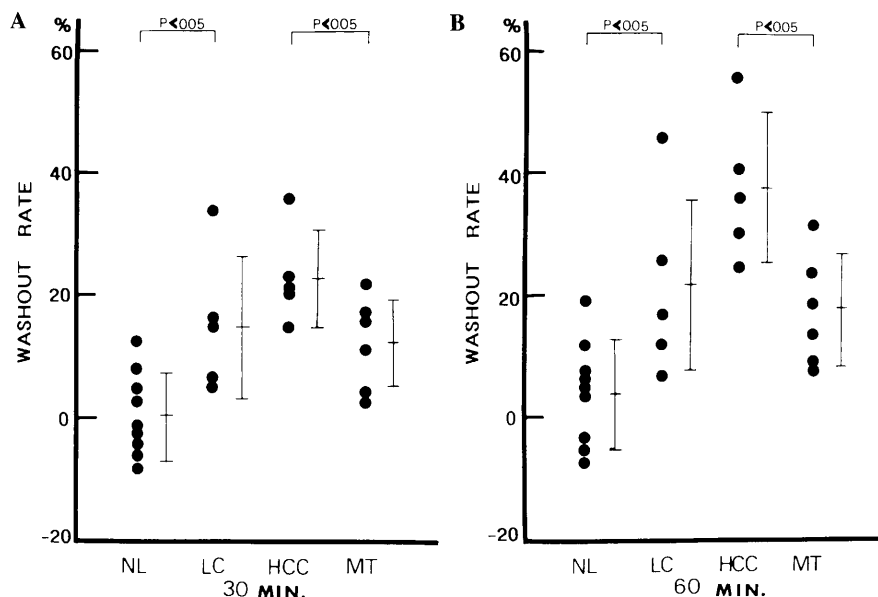 A
%
P<005
P<005
60
40
20
0
-20
WASHOUT RATE
NL LC HCC MT
30 MIN.
B
%
P<005
P<005
60
40
20
0
-20
WASHOUT RATE
NL LC HCC MT
60 MIN.